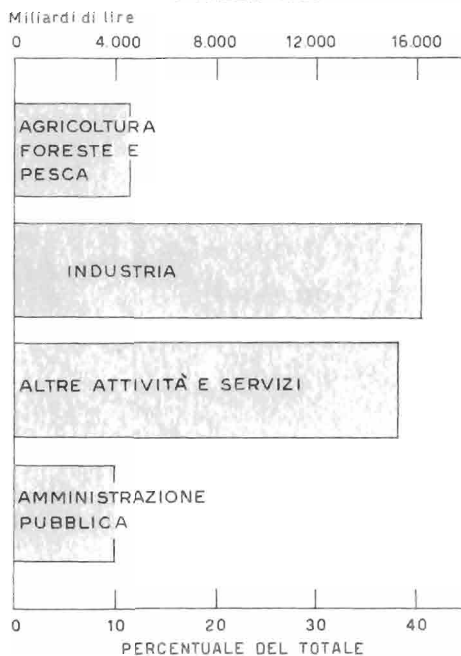 Miliardi di lire
0 4.000 8.000 12.000 16.000
AGRICOLTURA
FORESTE E
PESCA
INDUSTRIA
ALTRE ATTIVITÀ E SERVIZI
AMMINISTRAZIONE
PUBBLICA
0 10 20 30 40
PERCENTUALE DEL TOTALE